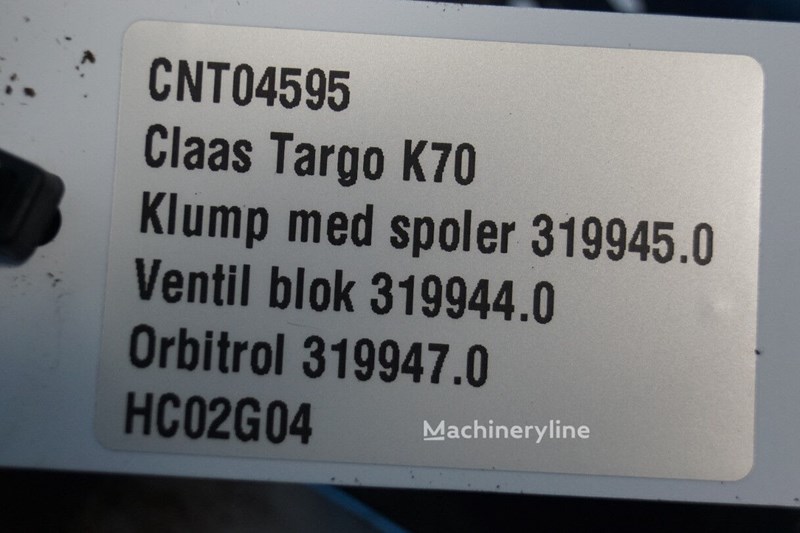 CNT04595
Claas Targo K70
Klump med spoler 319945.0
Ventil blok 319944.0
Orbitrol 319947.0
HC02G04
Machineryline